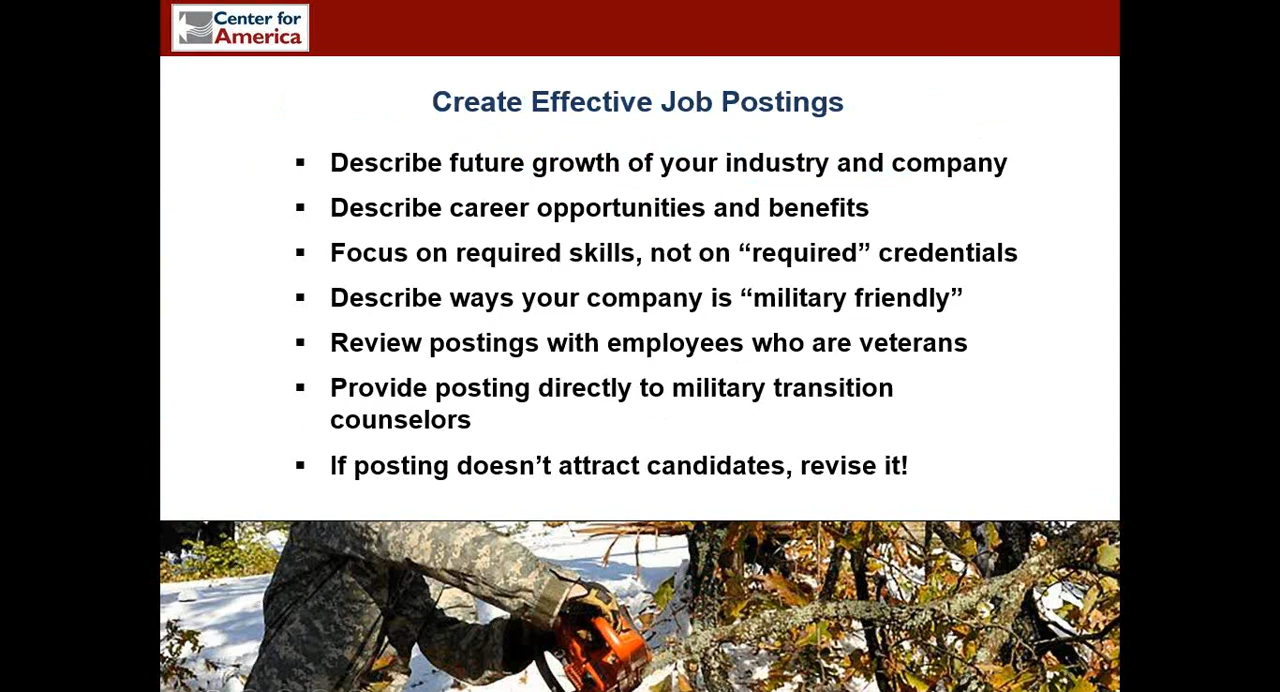 Center for
America
Create Effective Job Postings
▪ Describe future growth of your industry and company
▪ Describe career opportunities and benefits
▪ Focus on required skills, not on “required” credentials
▪ Describe ways your company is “military friendly”
▪ Review postings with employees who are veterans
▪ Provide posting directly to military transition
counselors
▪ If posting doesn’t attract candidates, revise it!